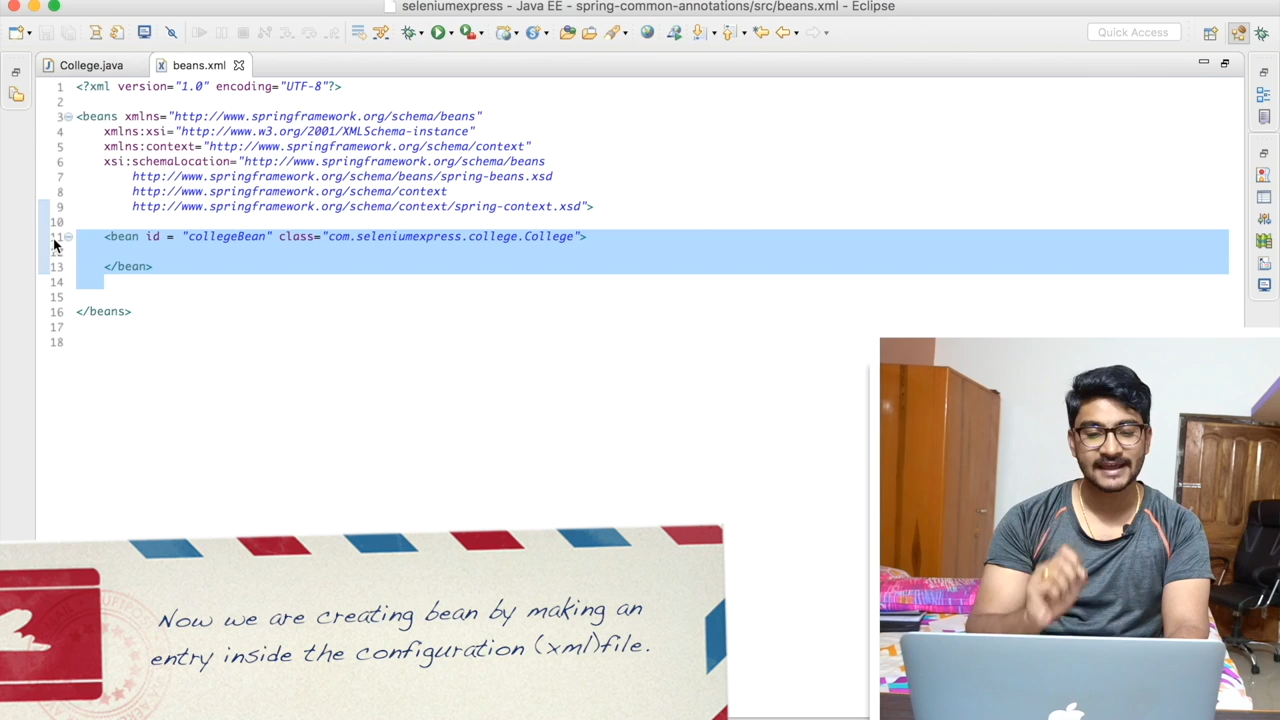 seleniumexpress - Java EE - spring-common-annotations/src/beans.xml - Eclipse
Quick Access
College.java
beans.xml
1 <?xml version="1.0" encoding="UTF-8"?>
2
3 <beans xmlns="http://www.springframework.org/schema/beans"
4 xmlns:xsi="http://www.w3.org/2001/XMLSchema-instance"
5 xmlns:context="http://www.springframework.org/schema/context"
6 xsi:schemaLocation="http://www.springframework.org/schema/beans
7 http://www.springframework.org/schema/beans/spring-beans.xsd
8 http://www.springframework.org/schema/context
9 http://www.springframework.org/schema/context/spring-context.xsd">
10
11 <bean id = "collegeBean" class="com.seleniumexpress.college.College">
12
13 </bean>
14
15
16 </beans>
17
18
Now we are creating bean by making an
entry inside the configuration (xml)file.